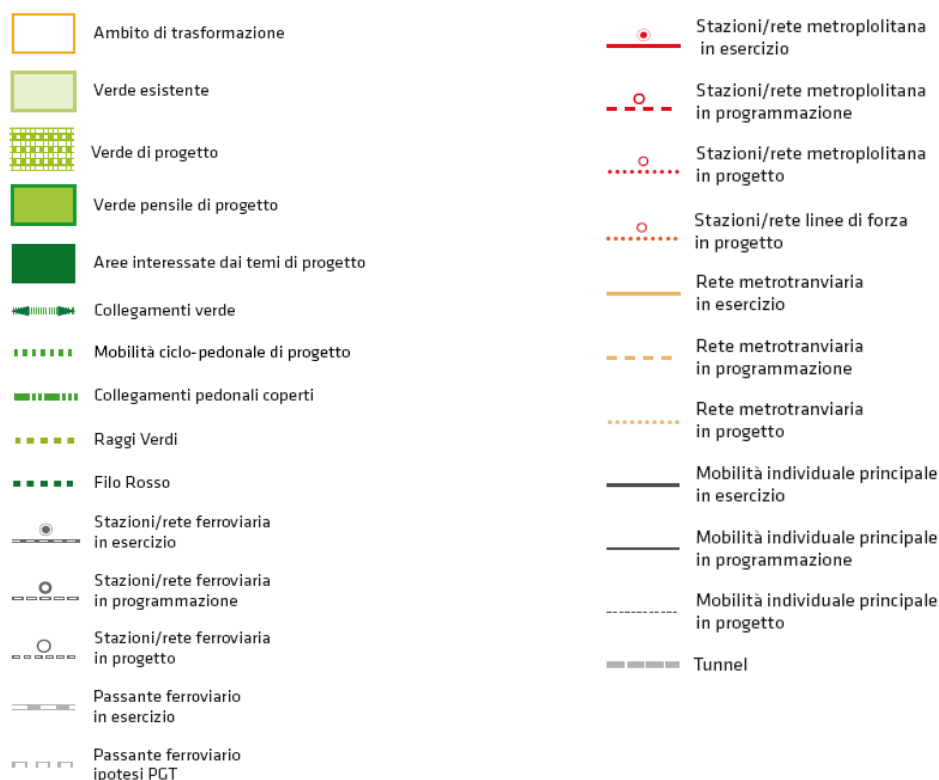 Ambito di trasformazione
Verde esistente
Verde di progetto
Verde pensile di progetto
Aree interessate dai temi di progetto
Collegamenti verde
Mobilità ciclo-pedonale di progetto
Collegamenti pedonali coperti
Raggi Verdi
Filo Rosso
Stazioni/rete ferroviaria
in esercizio
Stazioni/rete ferroviaria
in programmazione
Stazioni/rete ferroviaria
in progetto
Passante ferroviario
in esercizio
Passante ferroviario
ipotesi PGT
Stazioni/rete metroplolitana
in esercizio
Stazioni/rete metroplolitana
in programmazione
Stazioni/rete metroplolitana
in progetto
Stazioni/rete linee di forza
in progetto
Rete metrotranviaria
in esercizio
Rete metrotranviaria
in programmazione
Rete metrotranviaria
in progetto
Mobilità individuale principale
in esercizio
Mobilità individuale principale
in programmazione
Mobilità individuale principale
in progetto
Tunnel